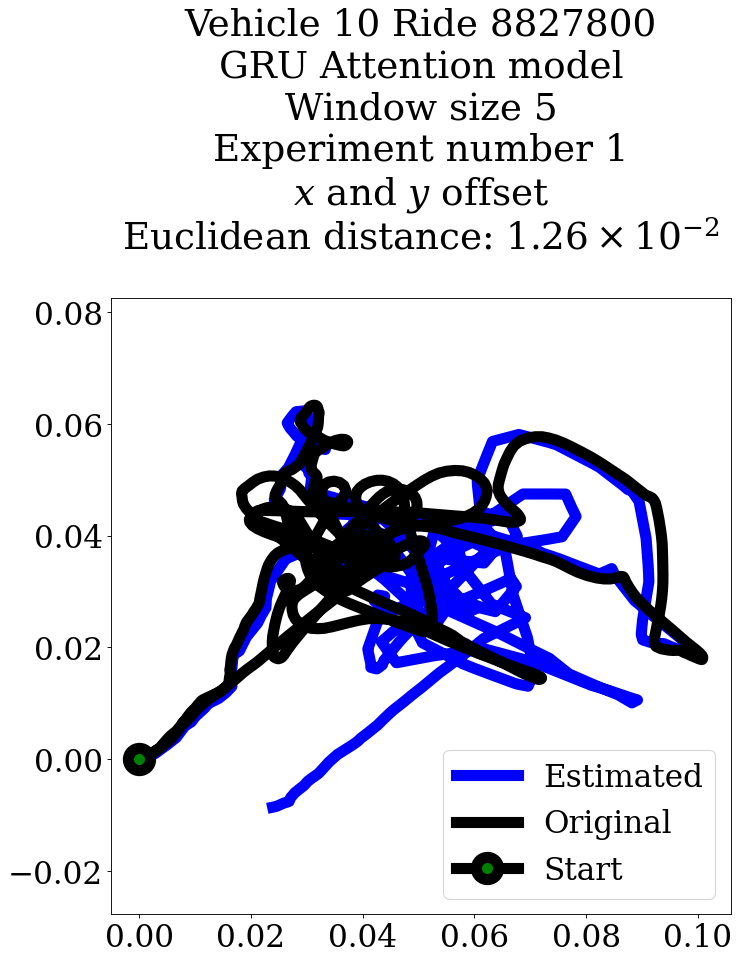 Vehicle 10 Ride 8827800
GRU Attention model
Window size 5
Experiment number 1
x and y offset
Euclidean distance: 1.26 × 10⁻²
0.08
0.06
0.04
0.02
0.00
−0.02
0.00 0.02 0.04 0.06 0.08 0.10
Estimated
Original
Start